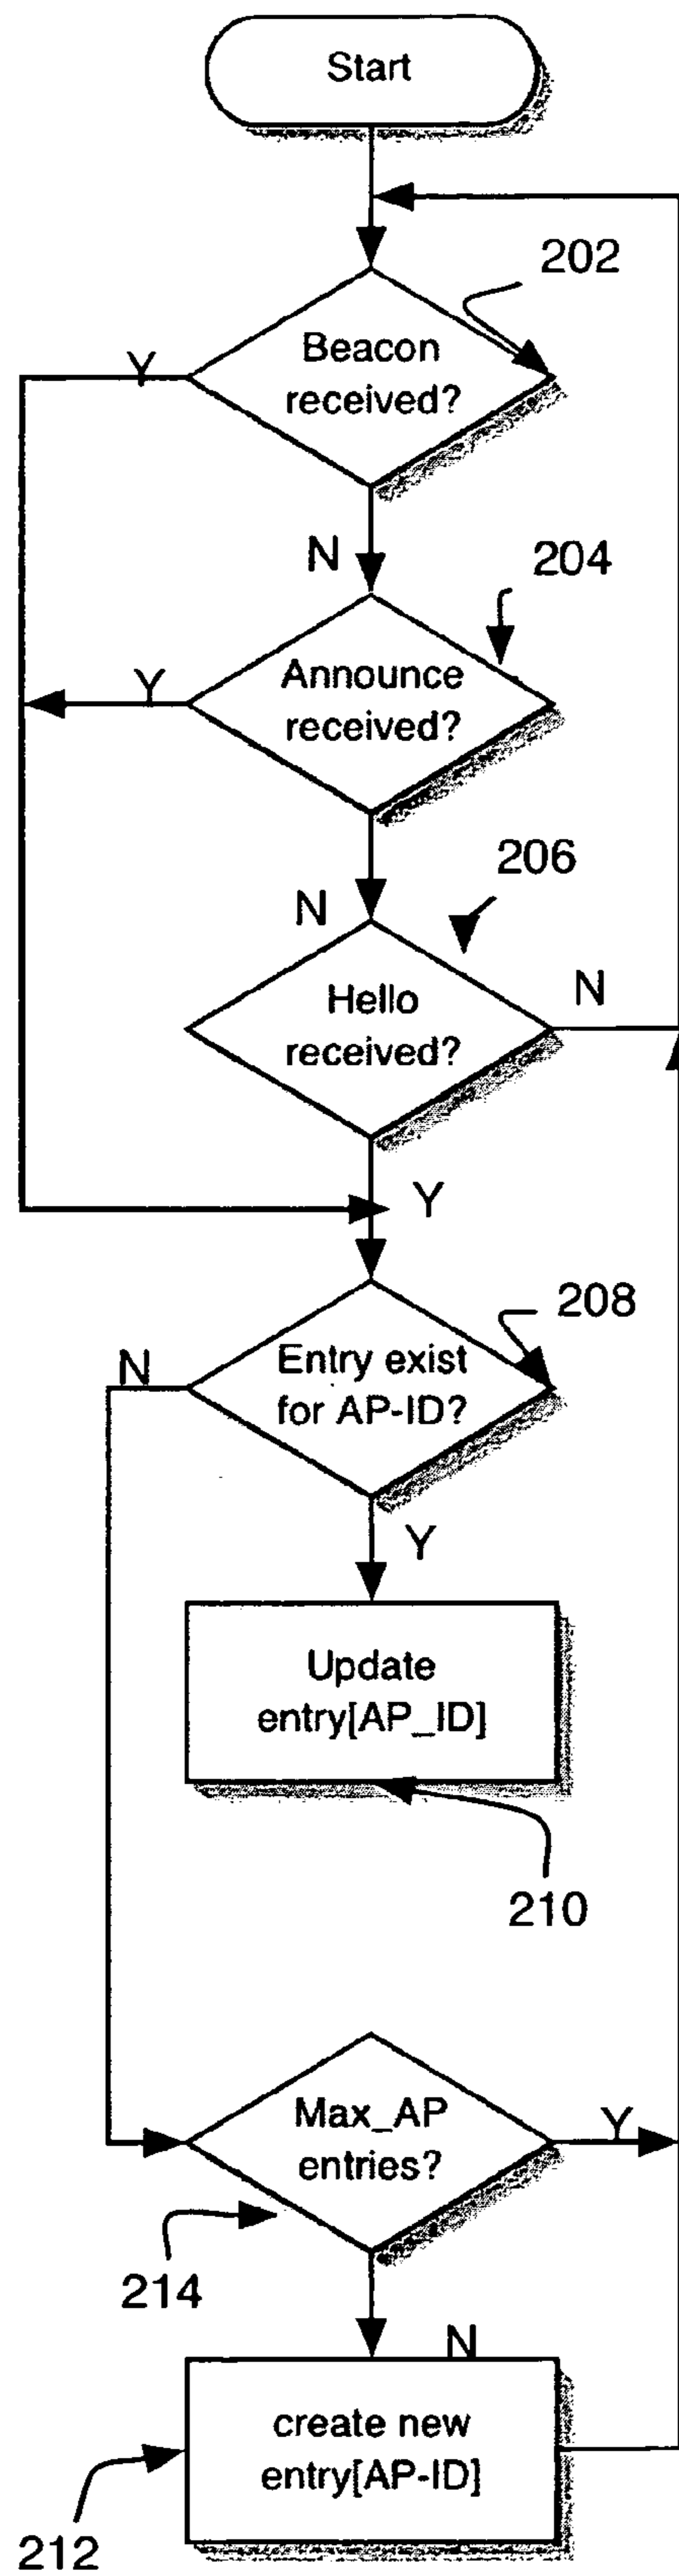 Start
202
Beacon
received?
Y
N
204
Announce
received?
Y
N
206
Hello
received?
N
Y
208
Entry exist
for AP-ID?
N
Y
Update
entry[AP_ID]
210
Max_AP
entries?
Y
214
N
create new
entry[AP-ID]
212